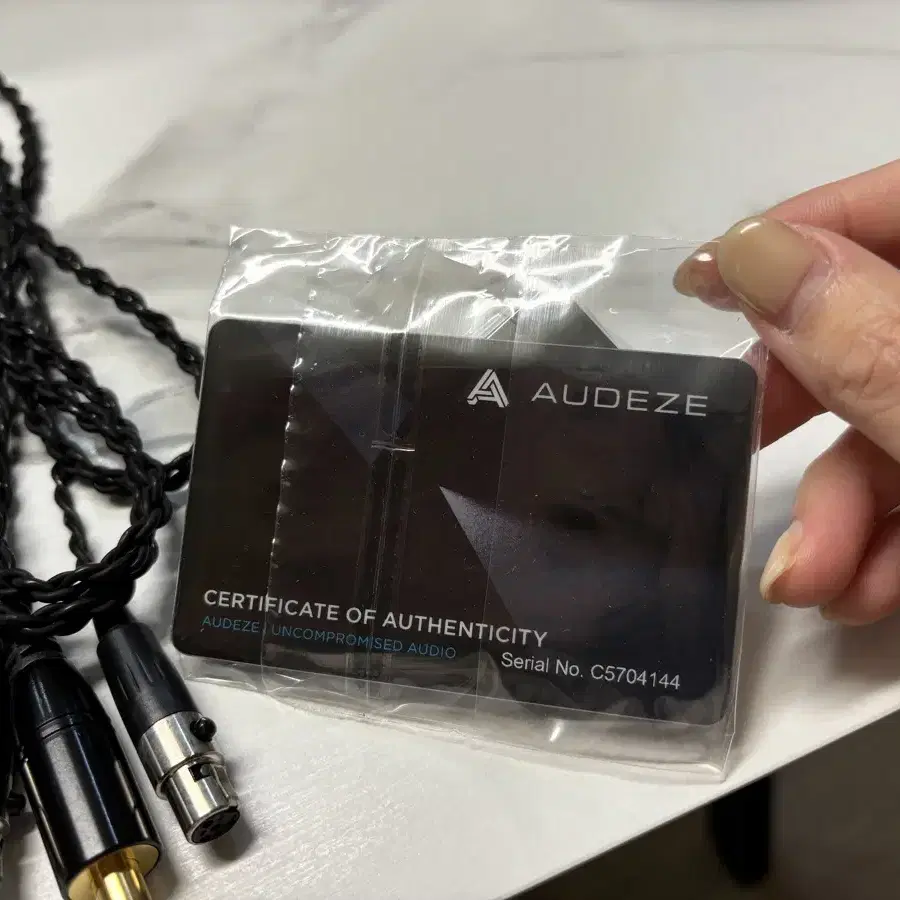 AUDEZE
CERTIFICATE OF AUTHENTICITY
AUDEZE | UNCOMPROMISED AUDIO
Serial No. C5704144